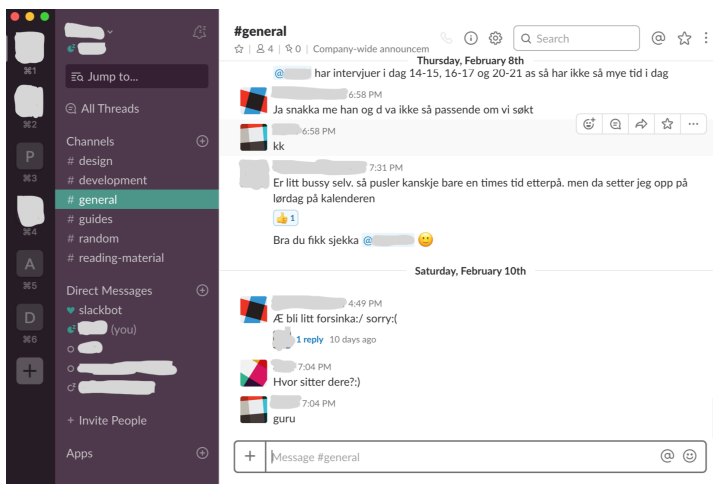 ⌘1
⌘2
P
⌘3
⌘4
A
⌘5
D
⌘6
Jump to...
All Threads
Channels
# design
# development
# general
# guides
# random
# reading-material
Direct Messages
slackbot
(you)
+ Invite People
Apps
#general
4 | 0 | Company-wide announcem
Search
Thursday, February 8th
@ har intervjuer i dag 14-15, 16-17 og 20-21 as så har ikke så mye tid i dag
6:58 PM
Ja snakka me han og d va ikke så passende om vi søkt
6:58 PM
kk
7:31 PM
Er litt bussy selv. så pusler kanskje bare en times tid etterpå. men da setter jeg opp på
lørdag på kalenderen
1
Bra du fikk sjekka @
Saturday, February 10th
4:49 PM
Æ bli litt forsinka:/ sorry:(
1 reply 10 days ago
7:04 PM
Hvor sitter dere?:)
7:04 PM
guru
Message #general